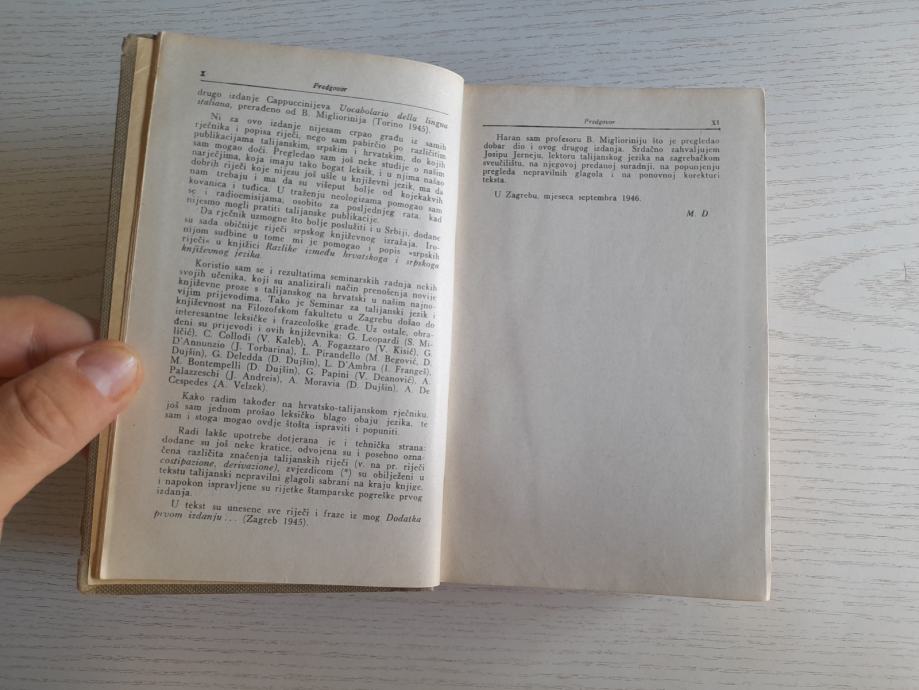 X
Predgovor
drugo izdanje Cappuccinijeva Vocabolario della lingua
italiana, prerađeno od B. Migliorinija (Torino 1945).
Ni za ovo izdanje nijesam crpao građu iz samih
rječnika i popisa riječi, nego sam pabirčio po različitim
publikacijama talijanskim, srpskim i hrvatskim, do kojih
sam mogao doći. Pregledao sam još neke studije o našim
narječjima, koja imaju tako bogat leksik, i u njima našao
dobrih riječi koje nijesu još ušle u književni jezik, ma da
nam trebaju i ma da su višeput bolje od kojekakvih
kovanica i tuđica. U traženju neologizama pomogao sam
se i radioemisijama, osobito za posljednjeg rata, kad
nijesmo mogli pratiti talijanske publikacije.
Da rječnik uzmogne što bolje poslužiti i u Srbiji, dodane
su sada običnije riječi srpskog književnog izražaja. Iro-
nijom sudbine u tome mi je pomogao i popis »srpskih
riječi« u knjižici Razlike između hrvatskoga i srpskoga
književnog jezika.
Koristio sam se i rezultatima seminarskih radnja nekih
svojih učenika, koji su analizirali način prenošenja novije
književne proze s talijanskog na hrvatski u našim najno-
vijim prijevodima. Tako je Seminar za talijanski jezik i
književnost na Filozofskom fakultetu u Zagrebu došao do
interesantne leksičke i frazeološke građe. Uz ostale, obra-
đeni su prijevodi i ovih književnika: G. Leopardi (S. Mi-
ličić), C. Collodi (V. Kaleb), A. Fogazzaro (V. Kisić), G.
D'Annunzio (J. Torbarina), L. Pirandello (M. Begović, D.
Dujšin), G. Deledda (D. Dujšin), L. D'Ambra (I. Frangeš),
M. Bontempelli (D. Dujšin), G. Papini (V. Deanović), A.
Palazzeschi (J. Andreis), A. Moravia (D. Dujšin), A. De
Cespedes (A. Velzek).
Kako radim također na hrvatsko-talijanskom rječniku,
još sam jednom prošao leksičko blago obaju jezika, te
sam i stoga mogao ovdje štošta ispraviti i popuniti.
Radi lakše upotrebe dotjerana je i tehnička strana:
dodane su još neke kratice, odvojena su i posebno ozna-
čena različita značenja talijanskih riječi (v. na pr. riječi
costipazione, derivazione), zvjezdicom (*) su obilježeni u
tekstu talijanski nepravilni glagoli sabrani na kraju knjige,
i napokon ispravljene su rijetke štamparske pogreške prvog
izdanja.
U tekst su unesene sve riječi i fraze iz mog Dodatka
prvom izdanju... (Zagreb 1945).
Predgovor
XI
Haran sam profesoru B. Miglioriniju što je pregledao
dobar dio i ovog drugog izdanja. Srdačno zahvaljujem
Josipu Jerneju, lektoru talijanskog jezika na zagrebačkom
sveučilištu, na njegovoj predanoj suradnji, na popunjenju
pregleda nepravilnih glagola i na ponovnoj korekturi
teksta.
U Zagrebu, mjeseca septembra 1946.
M. D